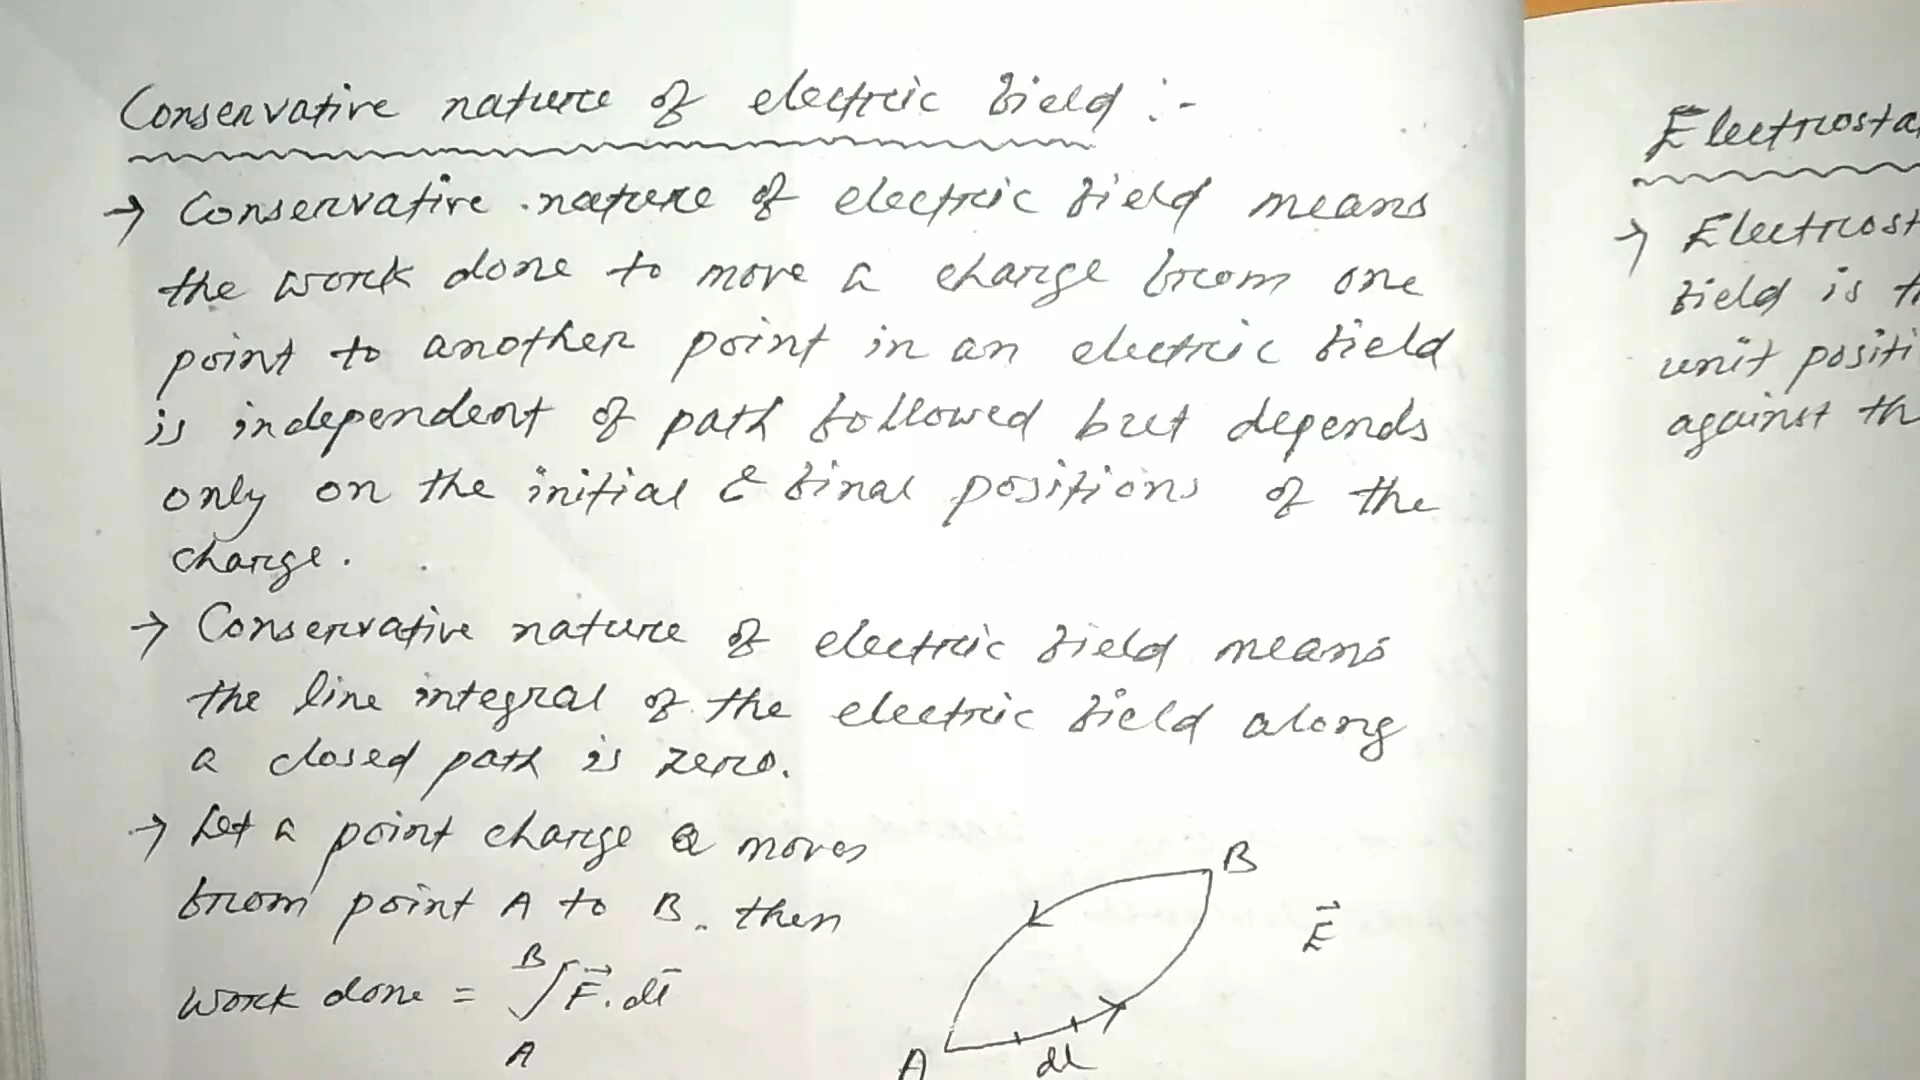 Conservative nature of electric field :-
→ Conservative nature of electric field means
the work done to move a charge from one
point to another point in an electric field
is independent of path followed but depends
only on the initial & final positions of the
charge.
→ Conservative nature of electric field means
the line integral of the electric field along
a closed path is zero.
→ Let a point charge Q moves
from point A to B. then
B
work done = ∫F⃗.dl⃗
A
B
E⃗
A
dl
Electrosta
→ Electrost
field is t
unit positi
against th